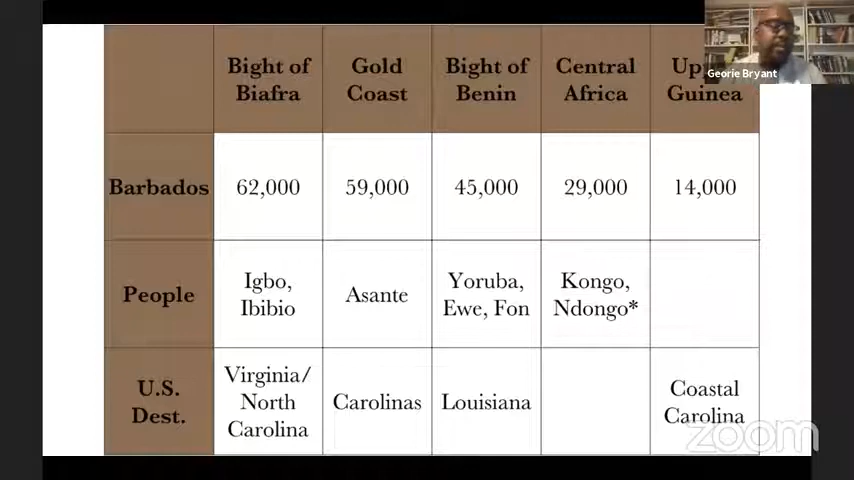 Georie Bryant
Bight of
Biafra
Gold
Coast
Bight of
Benin
Central
Africa
Guinea
Barbados
62,000
59,000
45,000
29,000
14,000
People
Igbo,
Ibibio
Asante
Yoruba,
Ewe, Fon
Kongo,
Ndongo*
U.S.
Dest.
Virginia/
North
Carolina
Carolinas
Louisiana
Coastal
Carolina
zoom